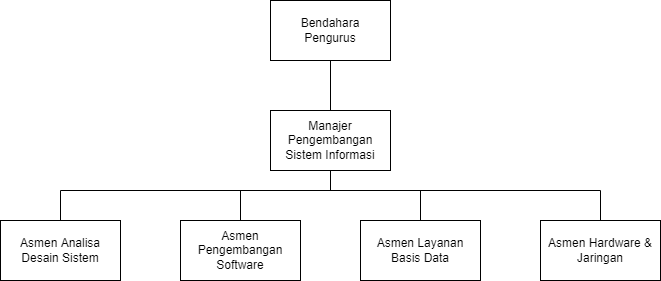 Bendahara
Pengurus
Manajer
Pengembangan
Sistem Informasi
Asmen Analisa
Desain Sistem
Asmen
Pengembangan
Software
Asmen Layanan
Basis Data
Asmen Hardware &
Jaringan